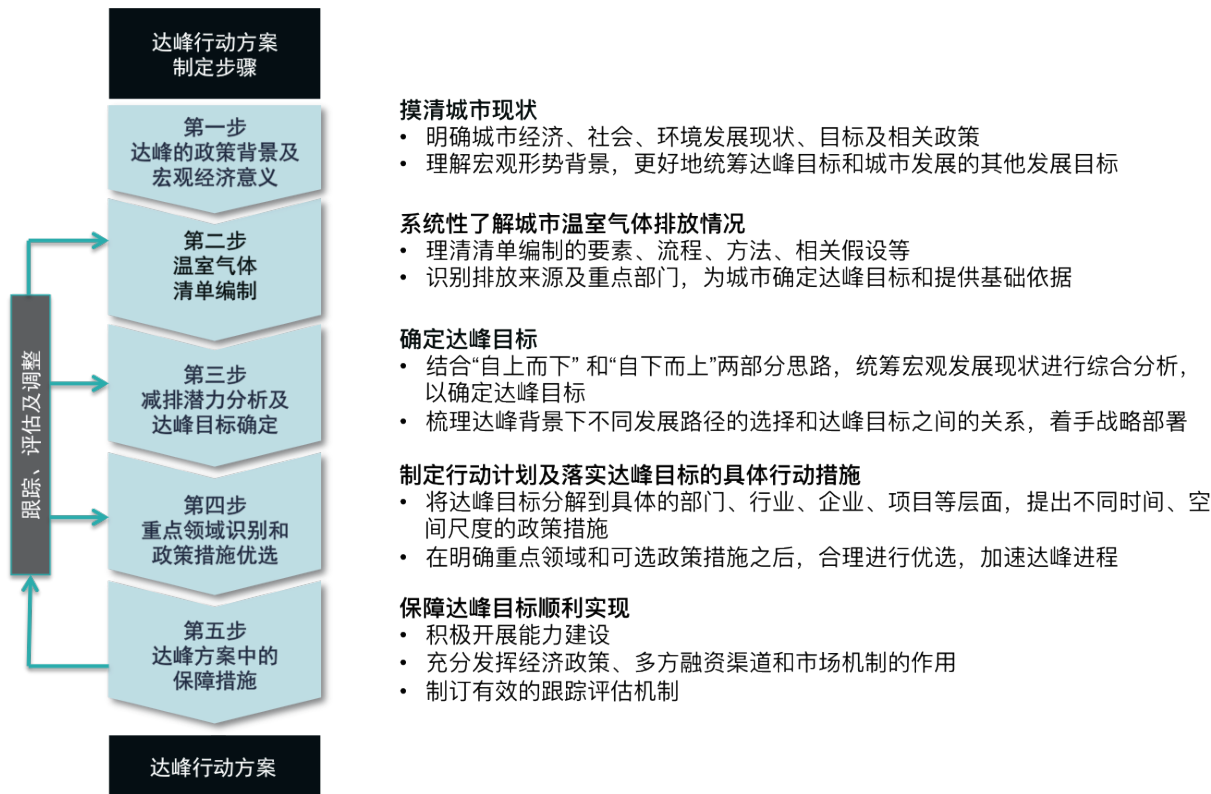 达峰行动方案
制定步骤
第一步
达峰的政策背景及
宏观经济意义
摸清城市现状
• 明确城市经济、社会、环境发展现状、目标及相关政策
• 理解宏观形势背景，更好地统筹达峰目标和城市发展的其他发展目标
第二步
温室气体
清单编制
系统性了解城市温室气体排放情况
• 理清清单编制的要素、流程、方法、相关假设等
• 识别排放来源及重点部门，为城市确定达峰目标和提供基础依据
跟踪、评估及调整
第三步
减排潜力分析及
达峰目标确定
确定达峰目标
• 结合“自上而下” 和“自下而上”两部分思路，统筹宏观发展现状进行综合分析，
以确定达峰目标
• 梳理达峰背景下不同发展路径的选择和达峰目标之间的关系，着手战略部署
第四步
重点领域识别和
政策措施优选
制定行动计划及落实达峰目标的具体行动措施
• 将达峰目标分解到具体的部门、行业、企业、项目等层面，提出不同时间、空
间尺度的政策措施
• 在明确重点领域和可选政策措施之后，合理进行优选，加速达峰进程
第五步
达峰方案中的
保障措施
保障达峰目标顺利实现
• 积极开展能力建设
• 充分发挥经济政策、多方融资渠道和市场机制的作用
• 制订有效的跟踪评估机制
达峰行动方案